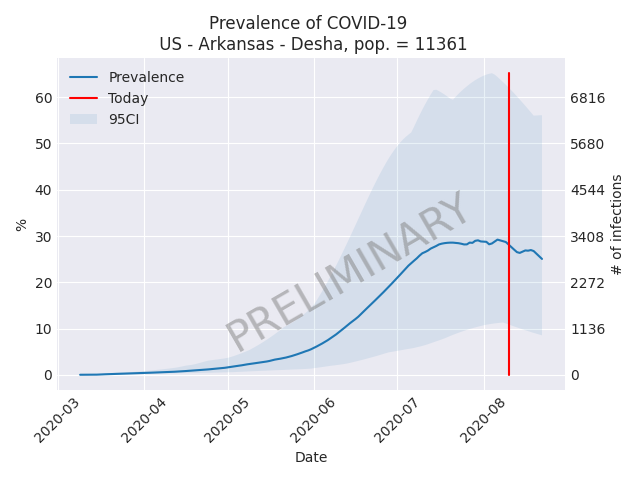 Prevalence of COVID-19
US - Arkansas - Desha, pop. = 11361
Prevalence
Today
95CI
PRELIMINARY
%
60
50
40
30
20
10
0
6816
5680
4544
3408
2272
1136
0
# of infections
2020-03
2020-04
2020-05
2020-06
2020-07
2020-08
Date